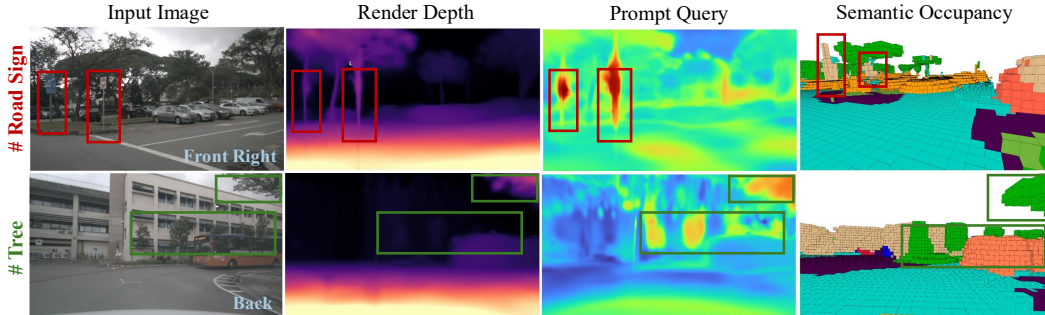 Input Image
Render Depth
Prompt Query
Semantic Occupancy
# Road Sign
Front Right
# Tree
Back